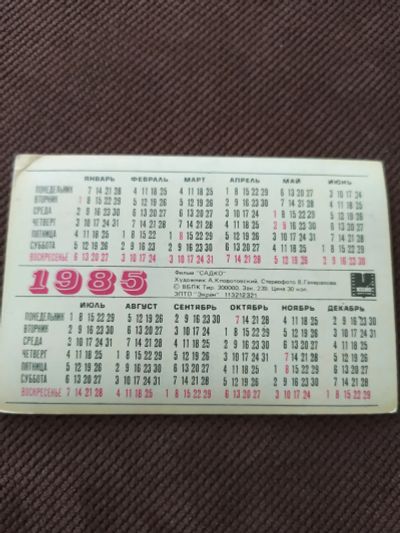 ЯНВАРЬ ФЕВРАЛЬ МАРТ АПРЕЛЬ МАЙ ИЮНЬ
ПОНЕДЕЛЬНИК 7 14 21 28 4 11 18 25 4 11 18 25 1 8 15 22 29 6 13 20 27 3 10 17 24
ВТОРНИК 1 8 15 22 29 5 12 19 26 5 12 19 26 2 9 16 23 30 7 14 21 28 4 11 18 25
СРЕДА 2 9 16 23 30 6 13 20 27 6 13 20 27 3 10 17 24 1 8 15 22 29 5 12 19 26
ЧЕТВЕРГ 3 10 17 24 31 7 14 21 28 7 14 21 28 4 11 18 25 2 9 16 23 30 6 13 20 27
ПЯТНИЦА 4 11 18 25 1 8 15 22 1 8 15 22 29 5 12 19 26 3 10 17 24 31 7 14 21 28
СУББОТА 5 12 19 26 2 9 16 23 2 9 16 23 30 6 13 20 27 4 11 18 25 1 8 15 22 29
ВОСКРЕСЕНЬЕ 6 13 20 27 3 10 17 24 3 10 17 24 31 7 14 21 28 5 12 19 26 2 9 16 23 30
1985
Фильм "САДКО"
Художник А.Клопотовский, Стереофото В.
© ВБПК Тир. 300000. Зак. 239. Цена 30 коп.
ЭПТО "Экран" 113212321
ИЮЛЬ АВГУСТ СЕНТЯБРЬ ОКТЯБРЬ НОЯБРЬ ДЕКАБРЬ
ПОНЕДЕЛЬНИК 1 8 15 22 29 5 12 19 26 2 9 16 23 30 7 14 21 28 4 11 18 25 2 9 16 23 30
ВТОРНИК 2 9 16 23 30 6 13 20 27 3 10 17 24 1 8 15 22 29 5 12 19 26 3 10 17 24 31
СРЕДА 3 10 17 24 31 7 14 21 28 4 11 18 25 2 9 16 23 30 6 13 20 27 4 11 18 25
ЧЕТВЕРГ 4 11 18 25 1 8 15 22 29 5 12 19 26 3 10 17 24 31 7 14 21 28 5 12 19 26
ПЯТНИЦА 5 12 19 26 2 9 16 23 30 6 13 20 27 4 11 18 25 1 8 15 22 29 6 13 20 27
СУББОТА 6 13 20 27 3 10 17 24 31 7 14 21 28 5 12 19 26 2 9 16 23 30 7 14 21 28
ВОСКРЕСЕНЬЕ 7 14 21 28 4 11 18 25 1 8 15 22 29 6 13 20 27 3 10 17 24 1 8 15 22 29